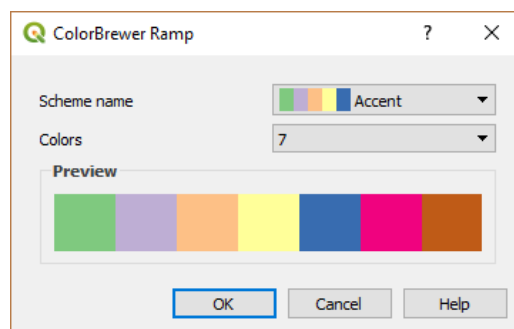 ColorBrewer Ramp ?
Scheme name Accent
Colors 7
Preview
OK Cancel Help